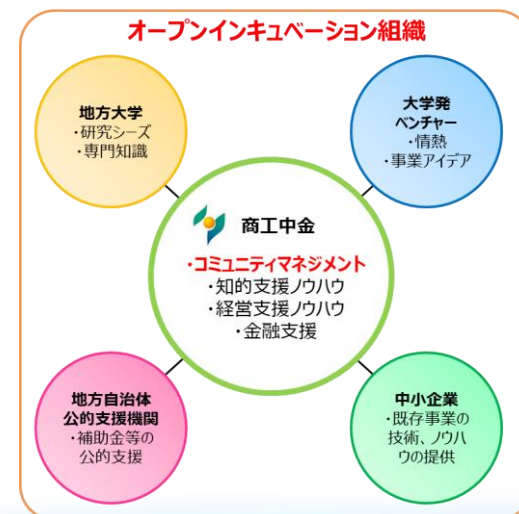 オープンインキュベーション組織
地方大学
・研究シーズ
・専門知識
大学発
ベンチャー
・情熱
・事業アイデア
商工中金
・コミュニティマネジメント
・知的支援ノウハウ
・経営支援ノウハウ
・金融支援
地方自治体
公的支援機関
・補助金等の
公的支援
中小企業
・既存事業の
技術、ノウハ
ウの提供